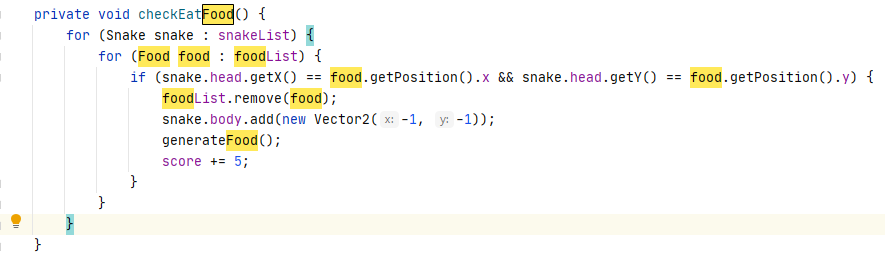 private void checkEatFood() {
for (Snake snake : snakeList) {
for (Food food : foodList) {
if (snake.head.getX() == food.getPosition().x && snake.head.getY() == food.getPosition().y) {
foodList.remove(food);
snake.body.add(new Vector2( x: -1, y: -1));
generateFood();
score += 5;
}
}
}
}